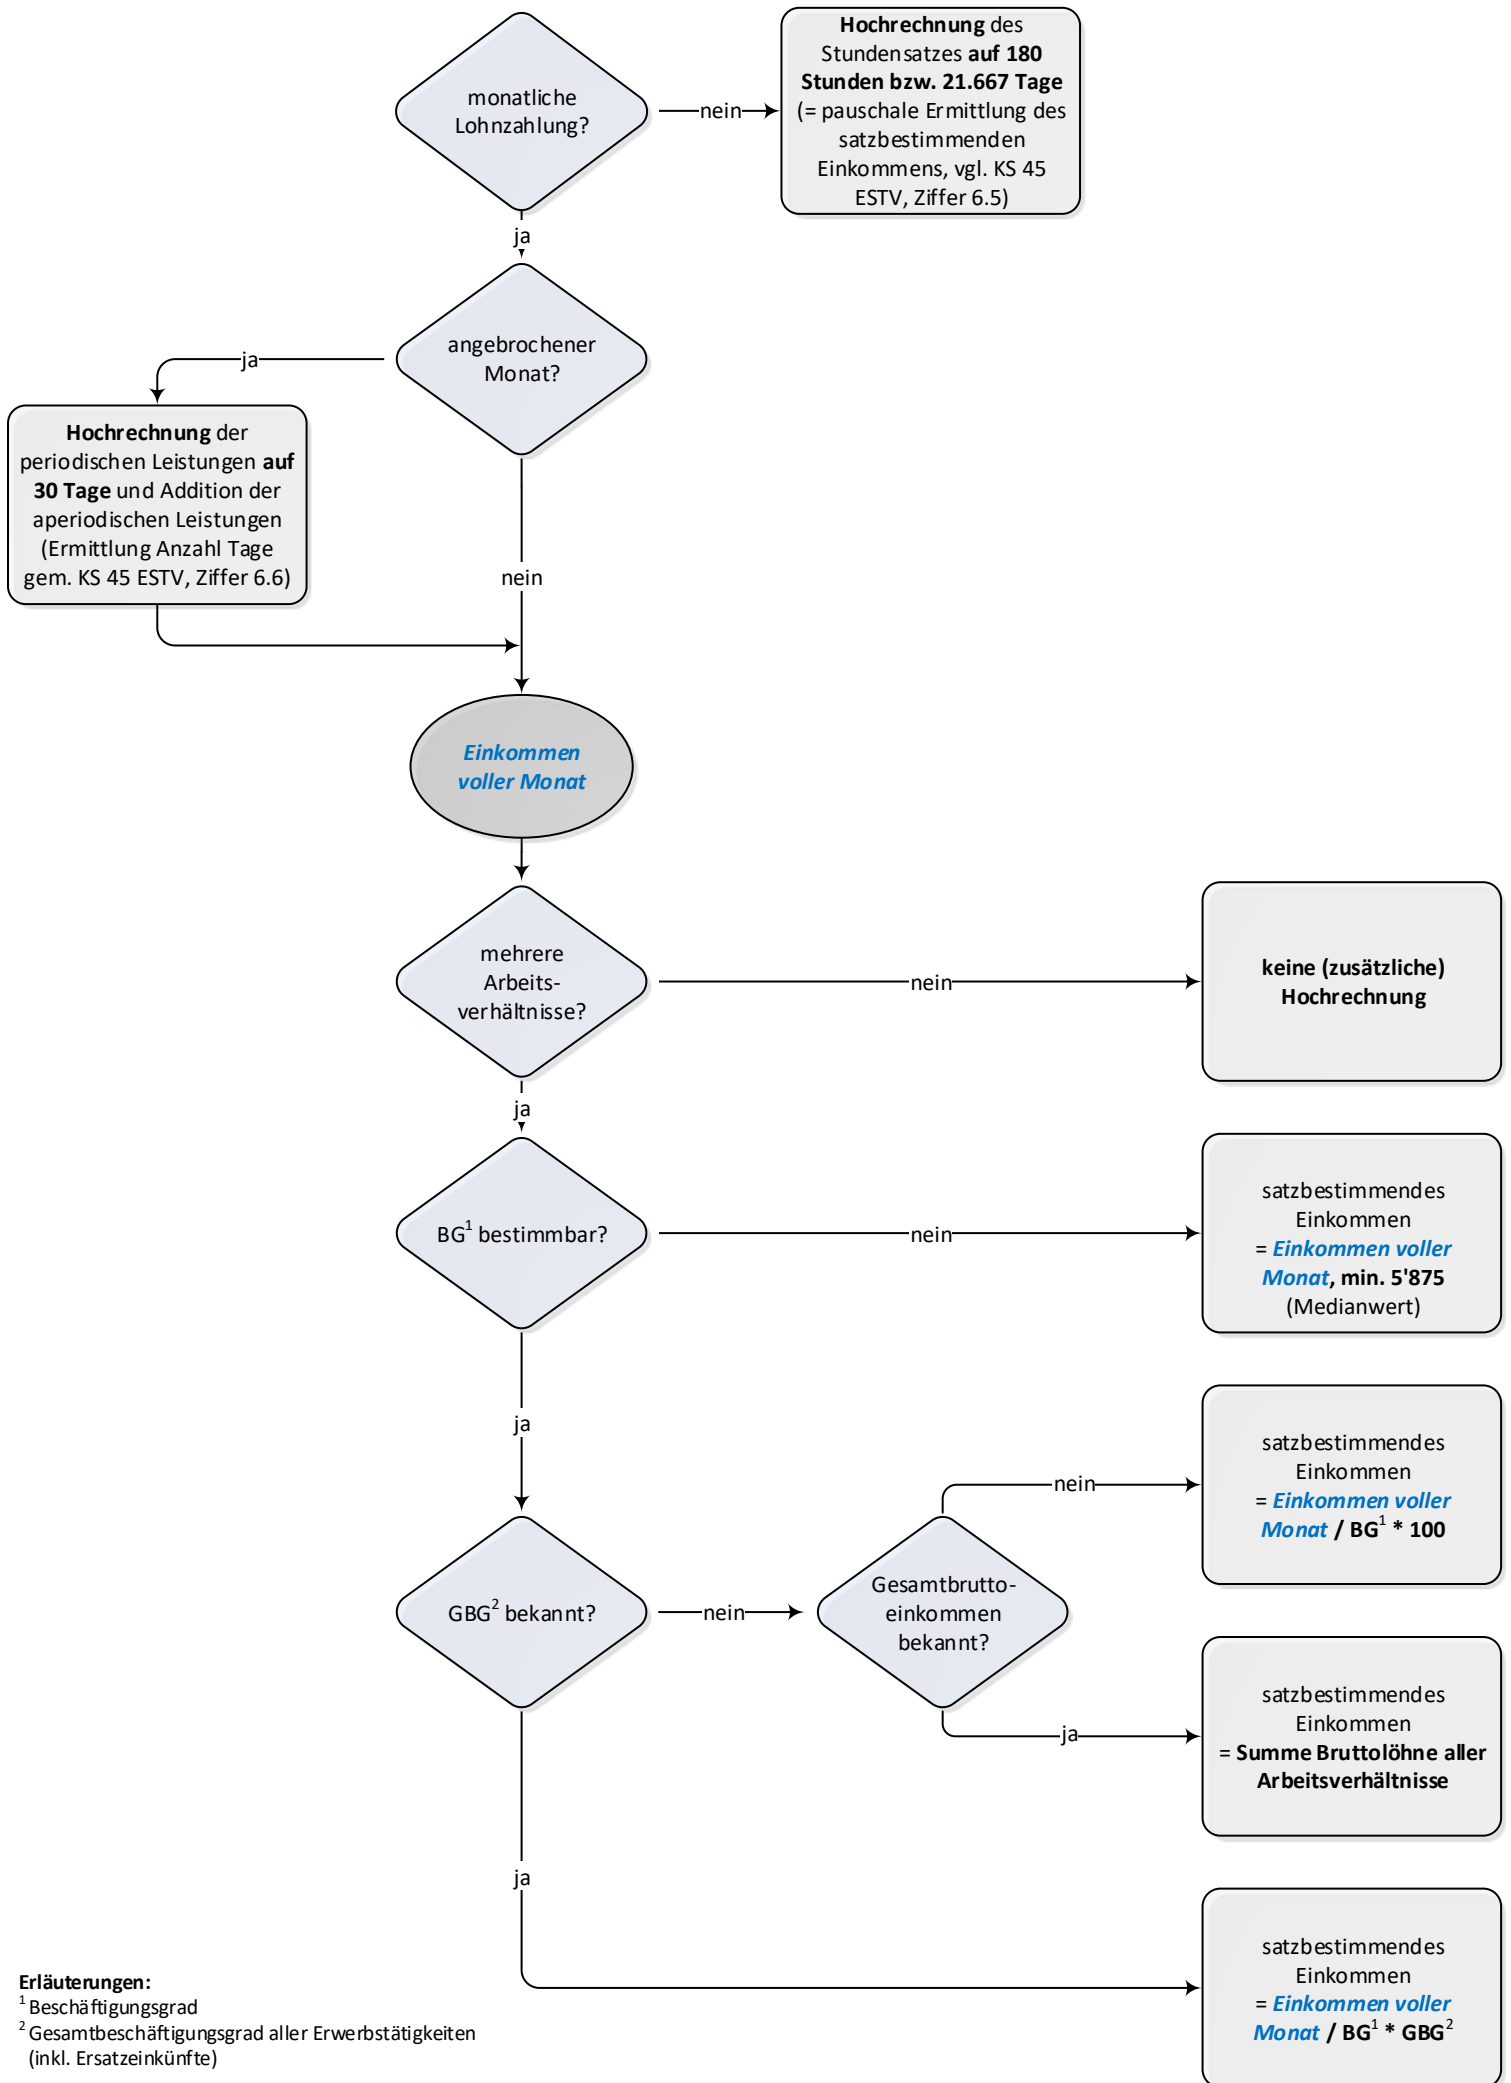 monatliche
Lohnzahlung?
nein
Hochrechnung des
Stundensatzes auf 180
Stunden bzw. 21.667 Tage
(= pauschale Ermittlung des
satzbestimmenden
Einkommens, vgl. KS 45
ESTV, Ziffer 6.5)
ja
angebrochener
Monat?
ja
Hochrechnung der
periodischen Leistungen auf
30 Tage und Addition der
aperiodischen Leistungen
(Ermittlung Anzahl Tage
gem. KS 45 ESTV, Ziffer 6.6)
nein
Einkommen
voller Monat
mehrere
Arbeits-
verhältnisse?
nein
keine (zusätzliche)
Hochrechnung
ja
BG¹ bestimmbar?
nein
satzbestimmendes
Einkommen
= Einkommen voller
Monat, min. 5'875
(Medianwert)
ja
GBG² bekannt?
nein
Gesamtbrutto-
einkommen
bekannt?
nein
satzbestimmendes
Einkommen
= Einkommen voller
Monat / BG¹ * 100
ja
satzbestimmendes
Einkommen
= Summe Bruttolöhne aller
Arbeitsverhältnisse
ja
satzbestimmendes
Einkommen
= Einkommen voller
Monat / BG¹ * GBG²
Erläuterungen:
¹ Beschäftigungsgrad
² Gesamtbeschäftigungsgrad aller Erwerbstätigkeiten
(inkl. Ersatzeinkünfte)